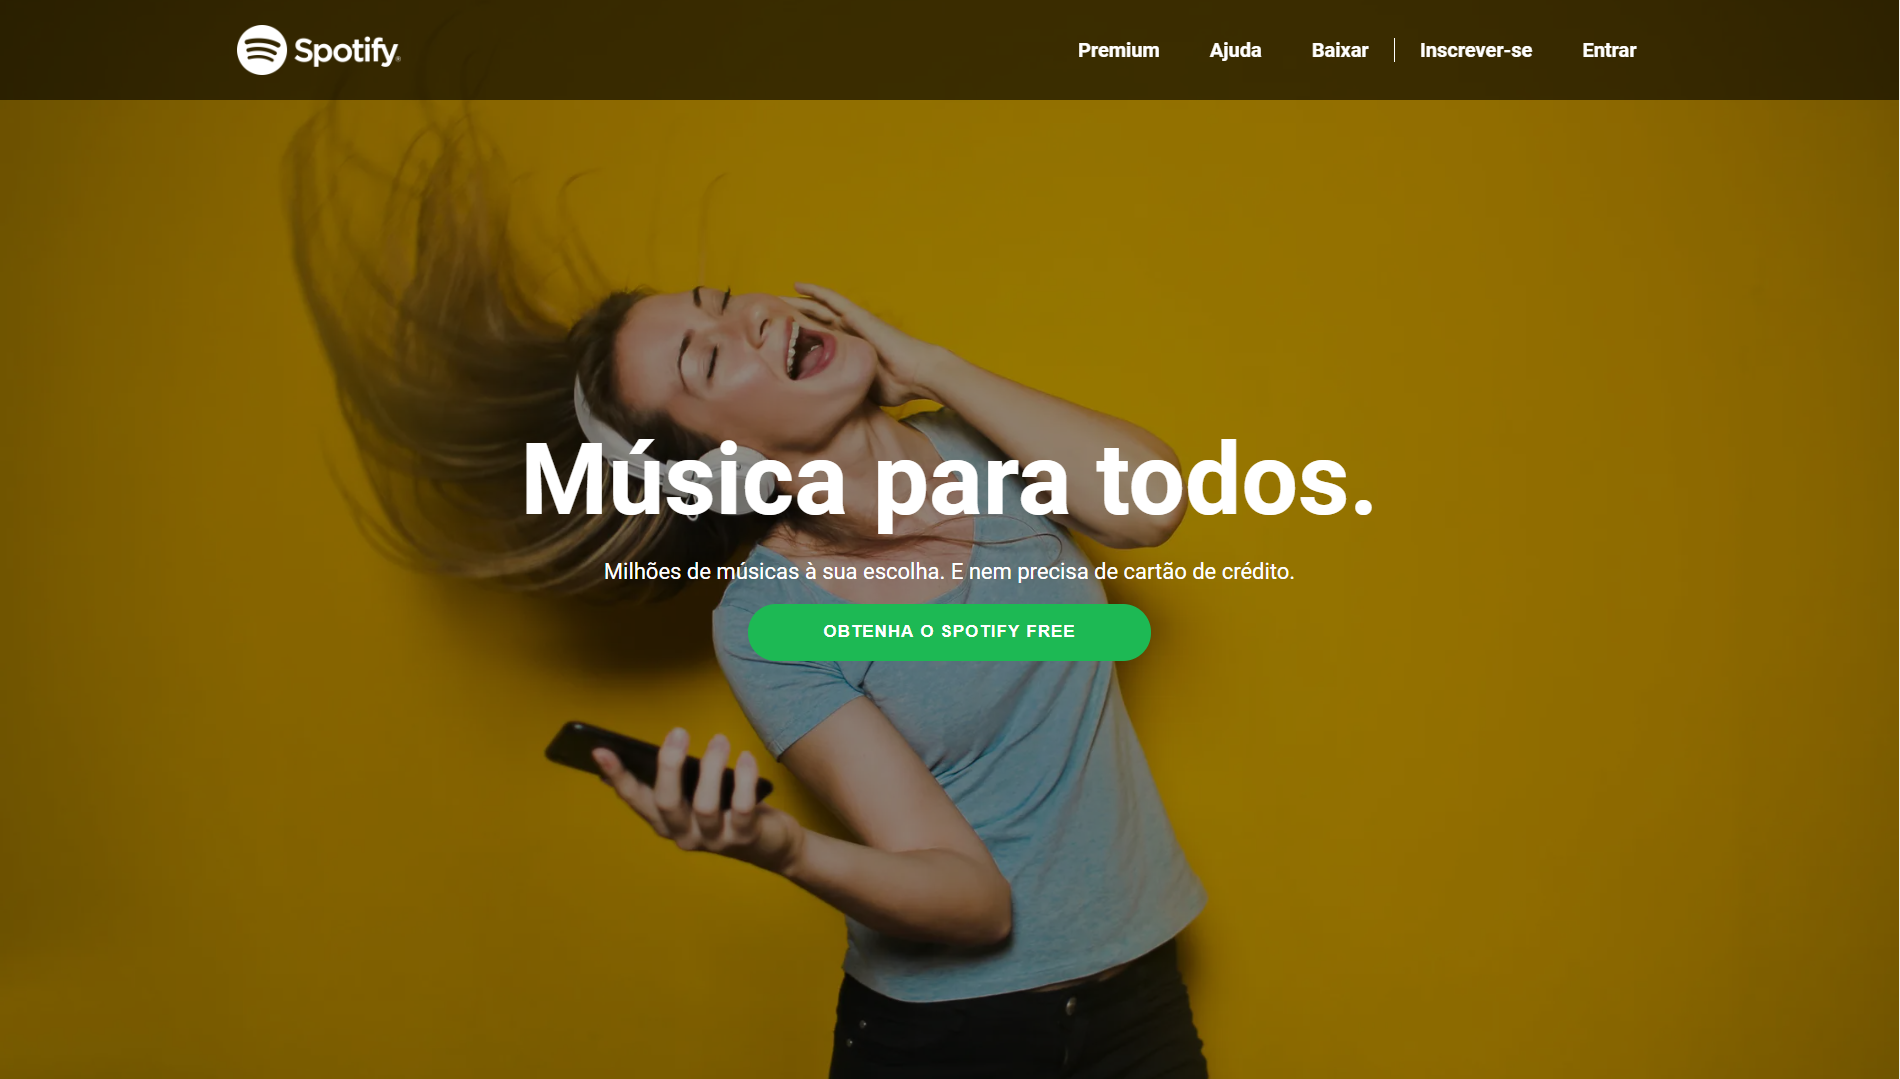 Spotify
Premium Ajuda Baixar Inscrever-se Entrar
Música para todos.
Milhões de músicas à sua escolha. E nem precisa de cartão de crédito.
OBTENHA O SPOTIFY FREE